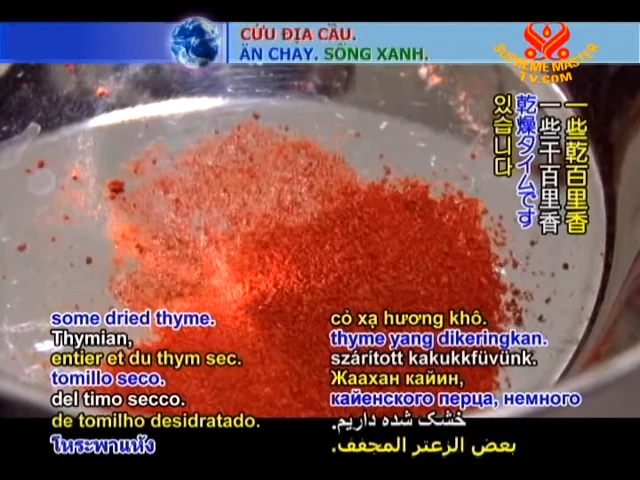 CỨU ĐỊA CẦU.
ĂN CHAY. SỐNG XANH.
SUPREME MASTER
TV.COM
一些乾百里香
一些干百里香
乾燥タイムです
있습니다
some dried thyme.
Thymian,
entier et du thym sec.
tomillo seco.
del timo secco.
de tomilho desidratado.
โหระพาแห้ง
cỏ xạ hương khô.
thyme yang dikeringkan.
szárított kakukkfüvünk.
Жаахан кайин,
кайенского перца, немного
خشک شده داریم.
بعض الزعتر المجفف.